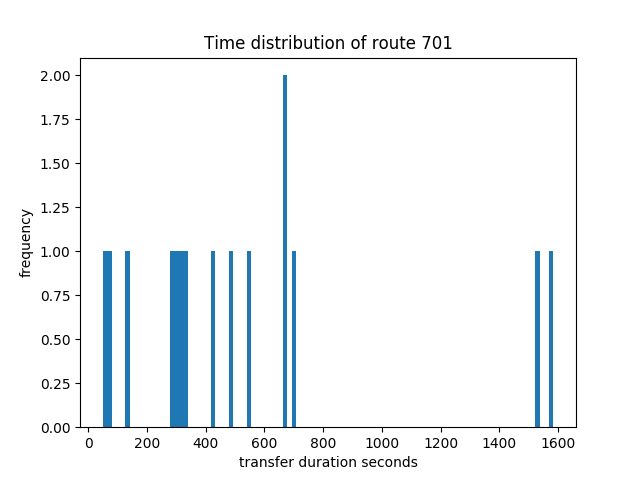 Time distribution of route 701
2.00
1.75
1.50
1.25
1.00
0.75
0.50
0.25
0.00
frequency
0 200 400 600 800 1000 1200 1400 1600
transfer duration seconds